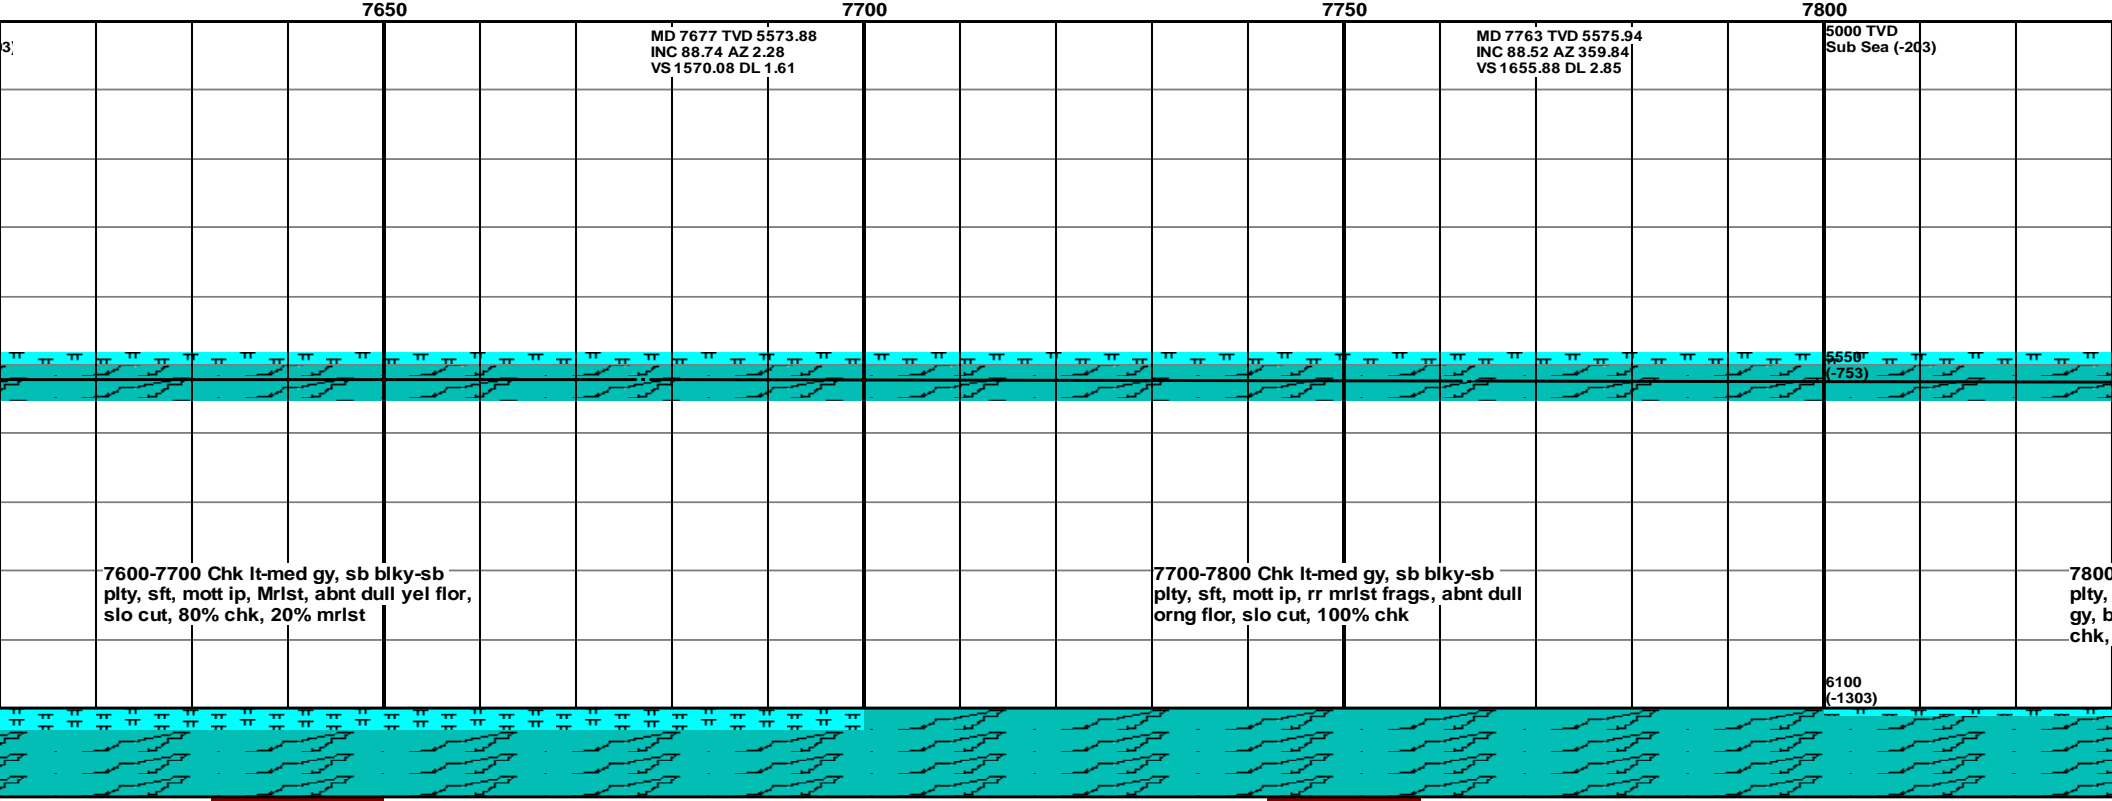 7650
7700
7750
7800
3)
MD 7677 TVD 5573.88
INC 88.74 AZ 2.28
VS 1570.08 DL 1.61
MD 7763 TVD 5575.94
INC 88.52 AZ 359.84
VS 1655.88 DL 2.85
5000 TVD
Sub Sea (-203)
5550
(-753)
7600-7700 Chk lt-med gy, sb blky-sb
plty, sft, mott ip, Mrlst, abnt dull yel flor,
slo cut, 80% chk, 20% mrlst
7700-7800 Chk lt-med gy, sb blky-sb
plty, sft, mott ip, rr mrlst frags, abnt dull
orng flor, slo cut, 100% chk
7800
plty,
gy, b
chk,
6100
(-1303)